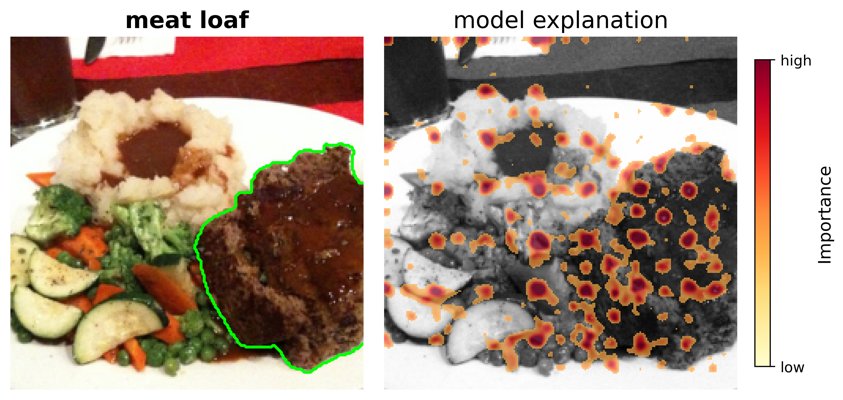 meat loaf
model explanation
high
Importance
low